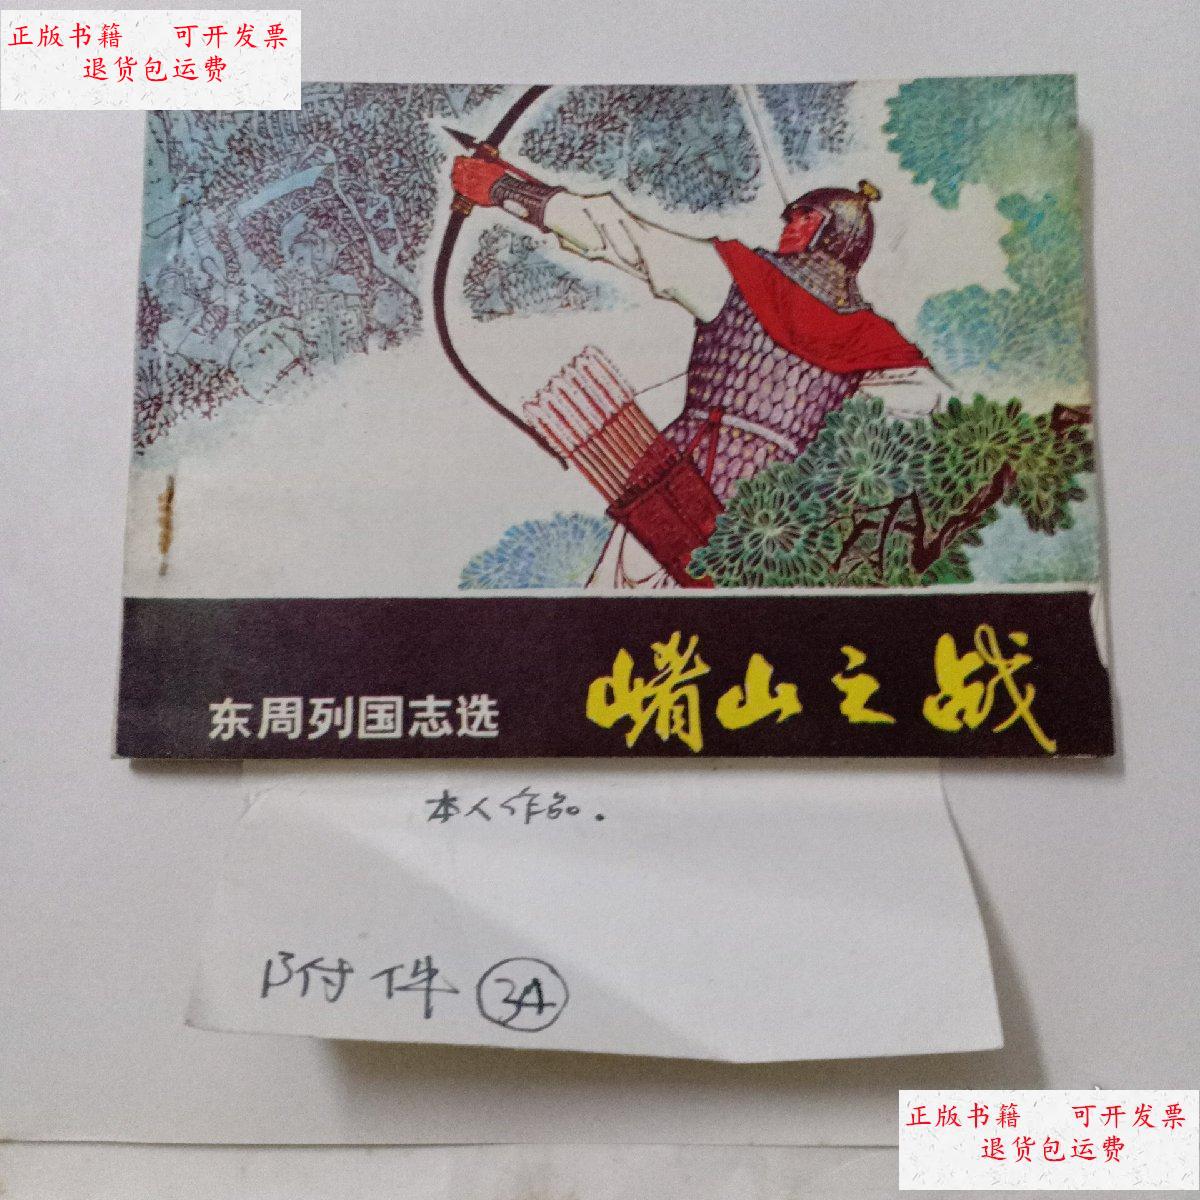 正版书籍 可开发票
退货包运费
东周列国志选 崤山之战
本人作品.
附件 34
正版书籍 可开发票
退货包运费